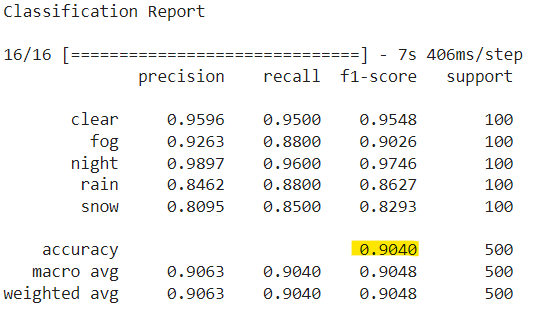 Classification Report
16/16 [==============================] - 7s 406ms/step
precision recall f1-score support
clear 0.9596 0.9500 0.9548 100
fog 0.9263 0.8800 0.9026 100
night 0.9897 0.9600 0.9746 100
rain 0.8462 0.8800 0.8627 100
snow 0.8095 0.8500 0.8293 100
accuracy 0.9040 500
macro avg 0.9063 0.9040 0.9048 500
weighted avg 0.9063 0.9040 0.9048 500